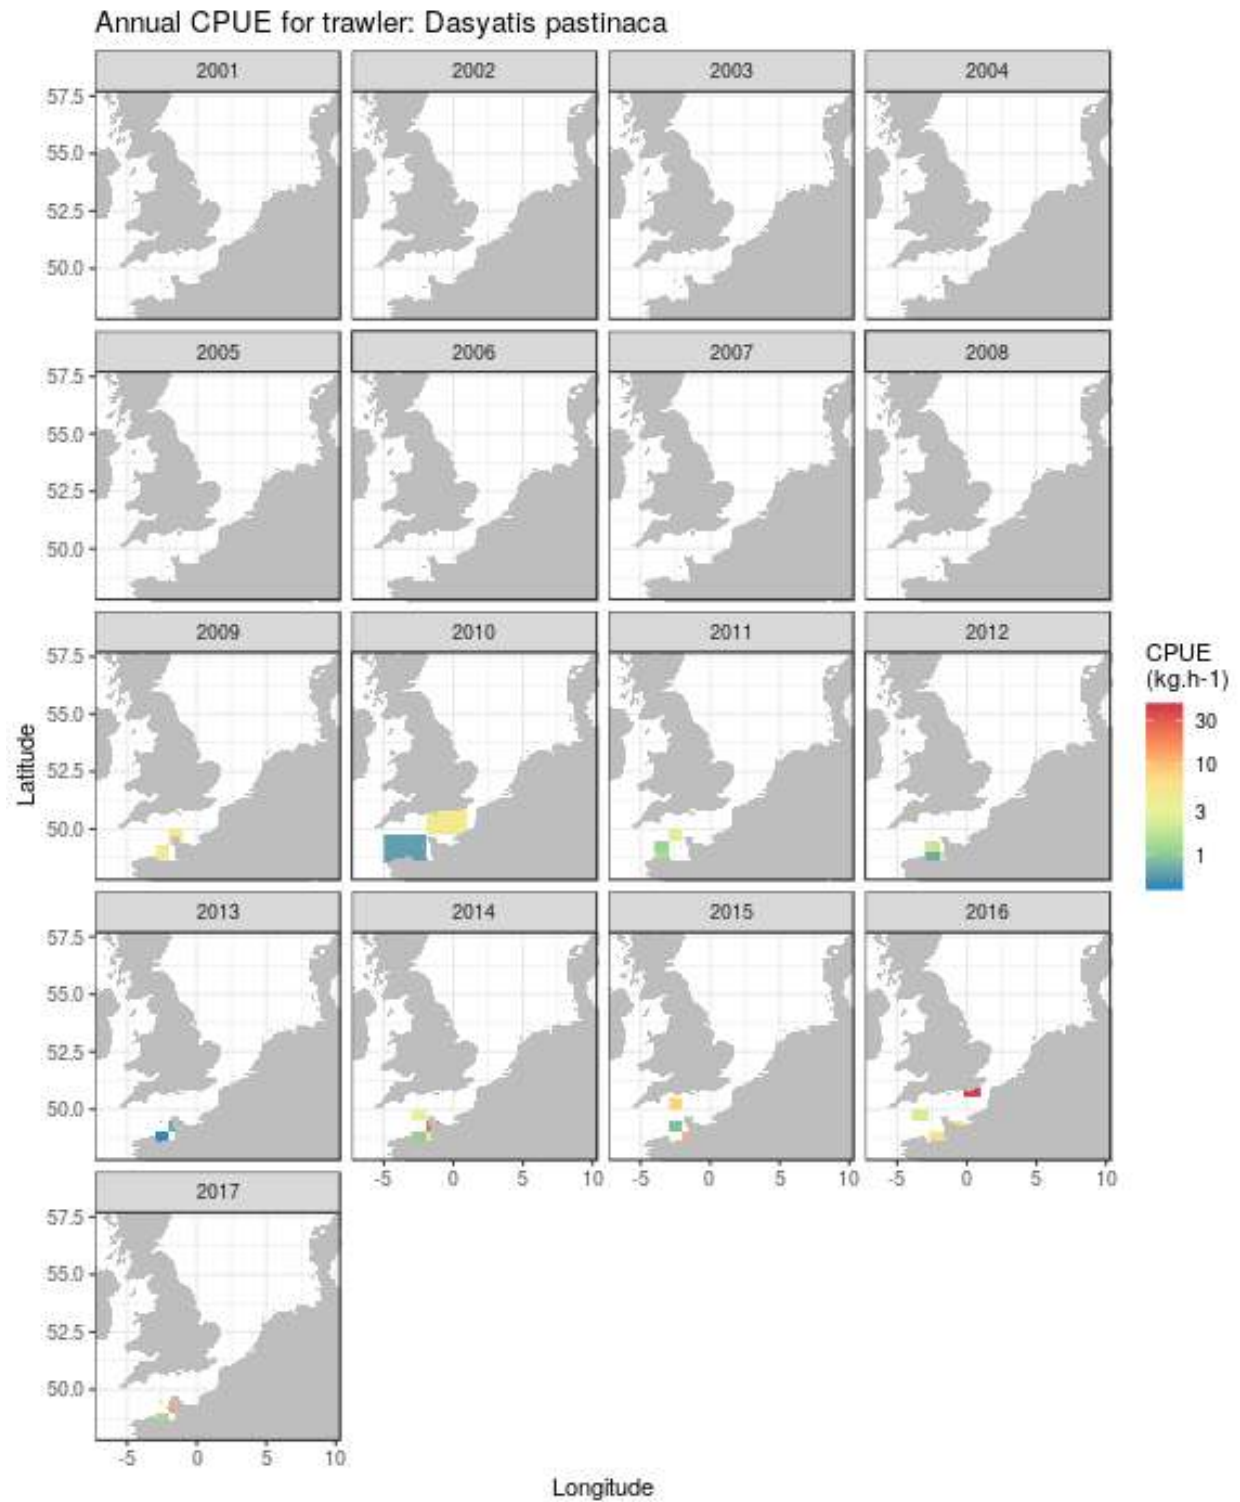 Annual CPUE for trawler: Dasyatis pastinaca
2001 2002 2003 2004
57.5
55.0
52.5
50.0
2005 2006 2007 2008
57.5
55.0
52.5
50.0
2009 2010 2011 2012
57.5
55.0
52.5
50.0
Latitude
CPUE
(kg.h-1)
30
10
3
1
2013 2014 2015 2016
57.5
55.0
52.5
50.0
-5 0 5 10 -5 0 5 10 -5 0 5 10
2017
57.5
55.0
52.5
50.0
-5 0 5 10
Longitude